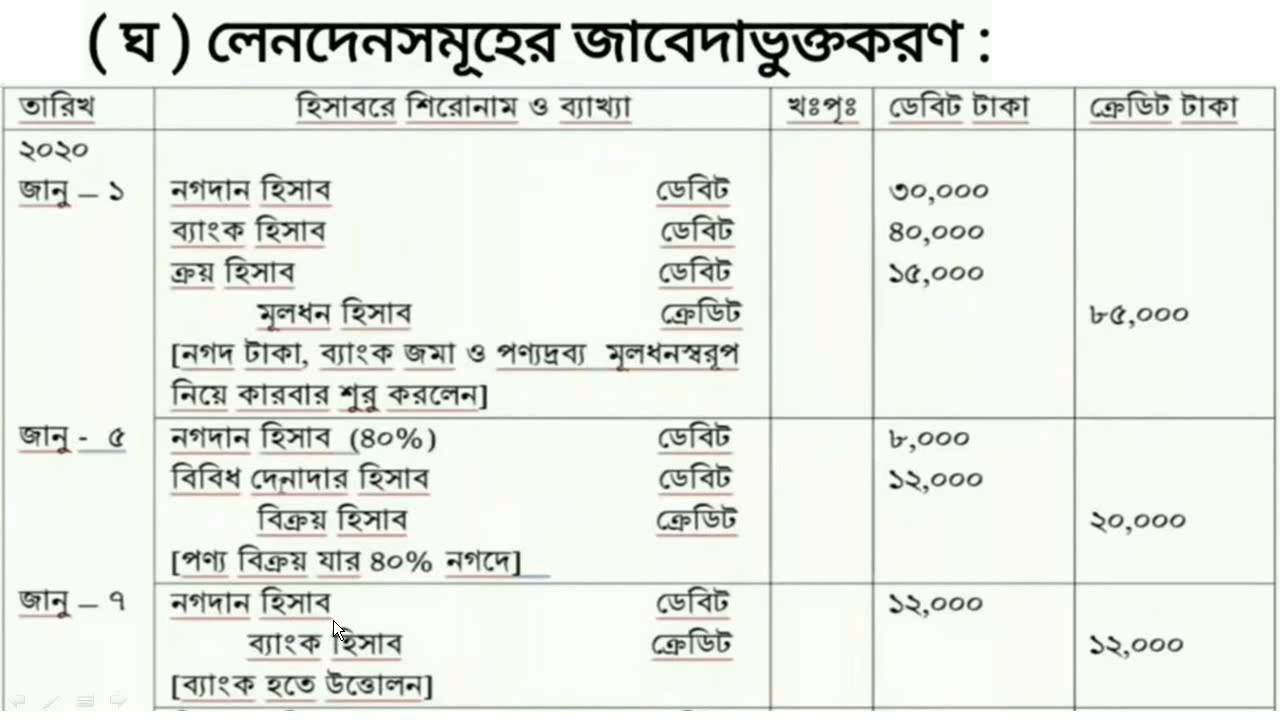 ( ঘ ) লেনদেনসমূহের জাবেদাভুক্তকরণ :
তারিখ হিসাবরে শিরোনাম ও ব্যাখ্যা খঃপৃঃ ডেবিট টাকা ক্রেডিট টাকা
২০২০
জানু – ১ নগদান হিসাব ডেবিট ৩০,০০০
ব্যাংক হিসাব ডেবিট ৪০,০০০
ক্রয় হিসাব ডেবিট ১৫,০০০
মূলধন হিসাব ক্রেডিট ৮৫,০০০
[নগদ টাকা, ব্যাংক জমা ও পণ্যদ্রব্য মূলধনস্বরূপ
নিয়ে কারবার শুরু করলেন]
জানু - ৫ নগদান হিসাব (৪০%) ডেবিট ৮,০০০
বিবিধ দেনাদার হিসাব ডেবিট ১২,০০০
বিক্রয় হিসাব ক্রেডিট ২০,০০০
[পণ্য বিক্রয় যার ৪০% নগদে]
জানু – ৭ নগদান হিসাব ডেবিট ১২,০০০
ব্যাংক হিসাব ক্রেডিট ১২,০০০
[ব্যাংক হতে উত্তোলন]